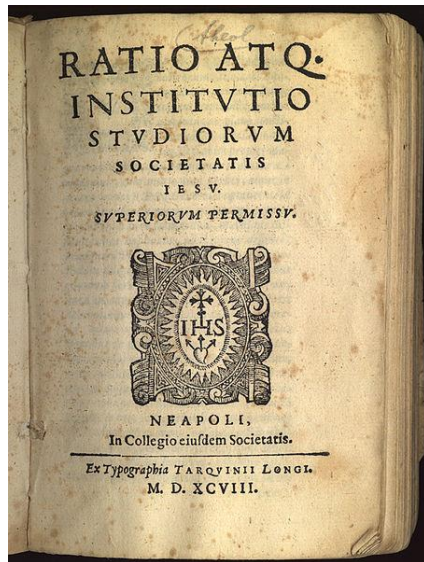 theol
RATIO ATQ.
INSTITVTIO
STVDIORVM
SOCIETATIS
IESV.
SVPERIORVM PERMISSV.
IHS
NEAPOLI,
In Collegio eiuſdem Societatis.
Ex Typographia TARQVINII LONGI.
M. D. XCVIII.